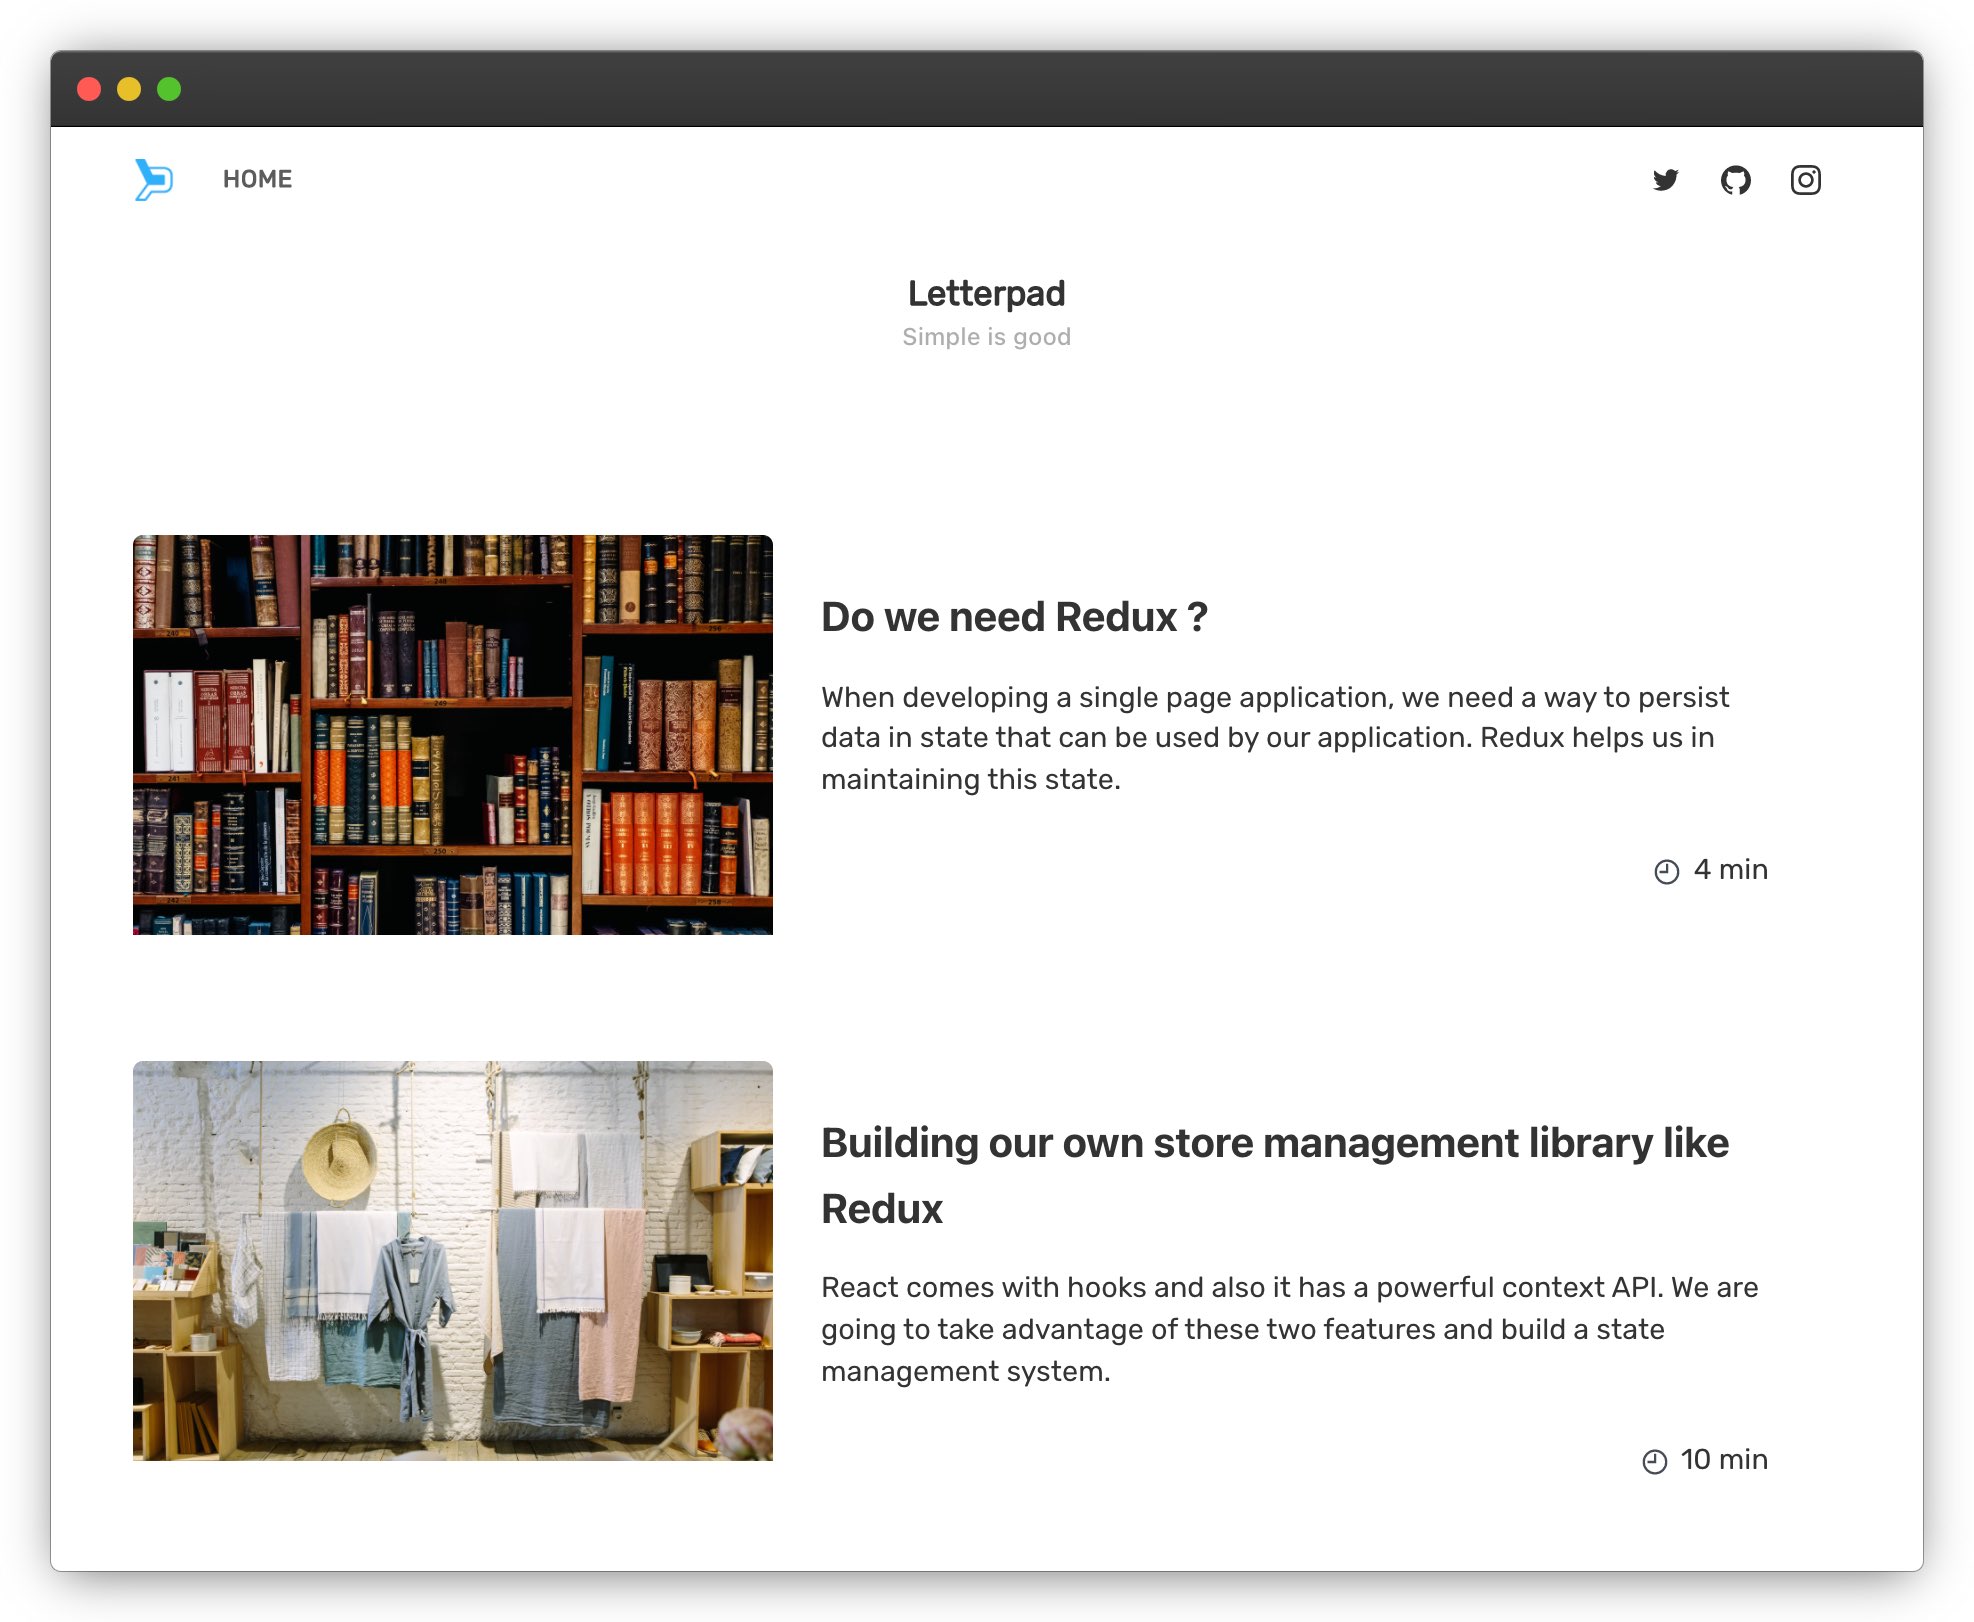 HOME
Letterpad
Simple is good
Do we need Redux ?
When developing a single page application, we need a way to persist
data in state that can be used by our application. Redux helps us in
maintaining this state.
4 min
Building our own store management library like
Redux
React comes with hooks and also it has a powerful context API. We are
going to take advantage of these two features and build a state
management system.
10 min